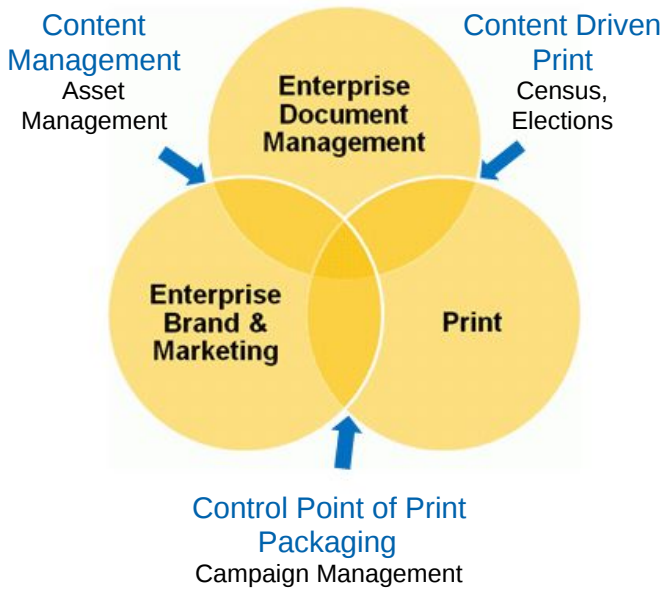 Content
Management
Asset
Management
Content Driven
Print
Census,
Elections
Enterprise
Document
Management
Enterprise
Brand &
Marketing
Print
Control Point of Print
Packaging
Campaign Management